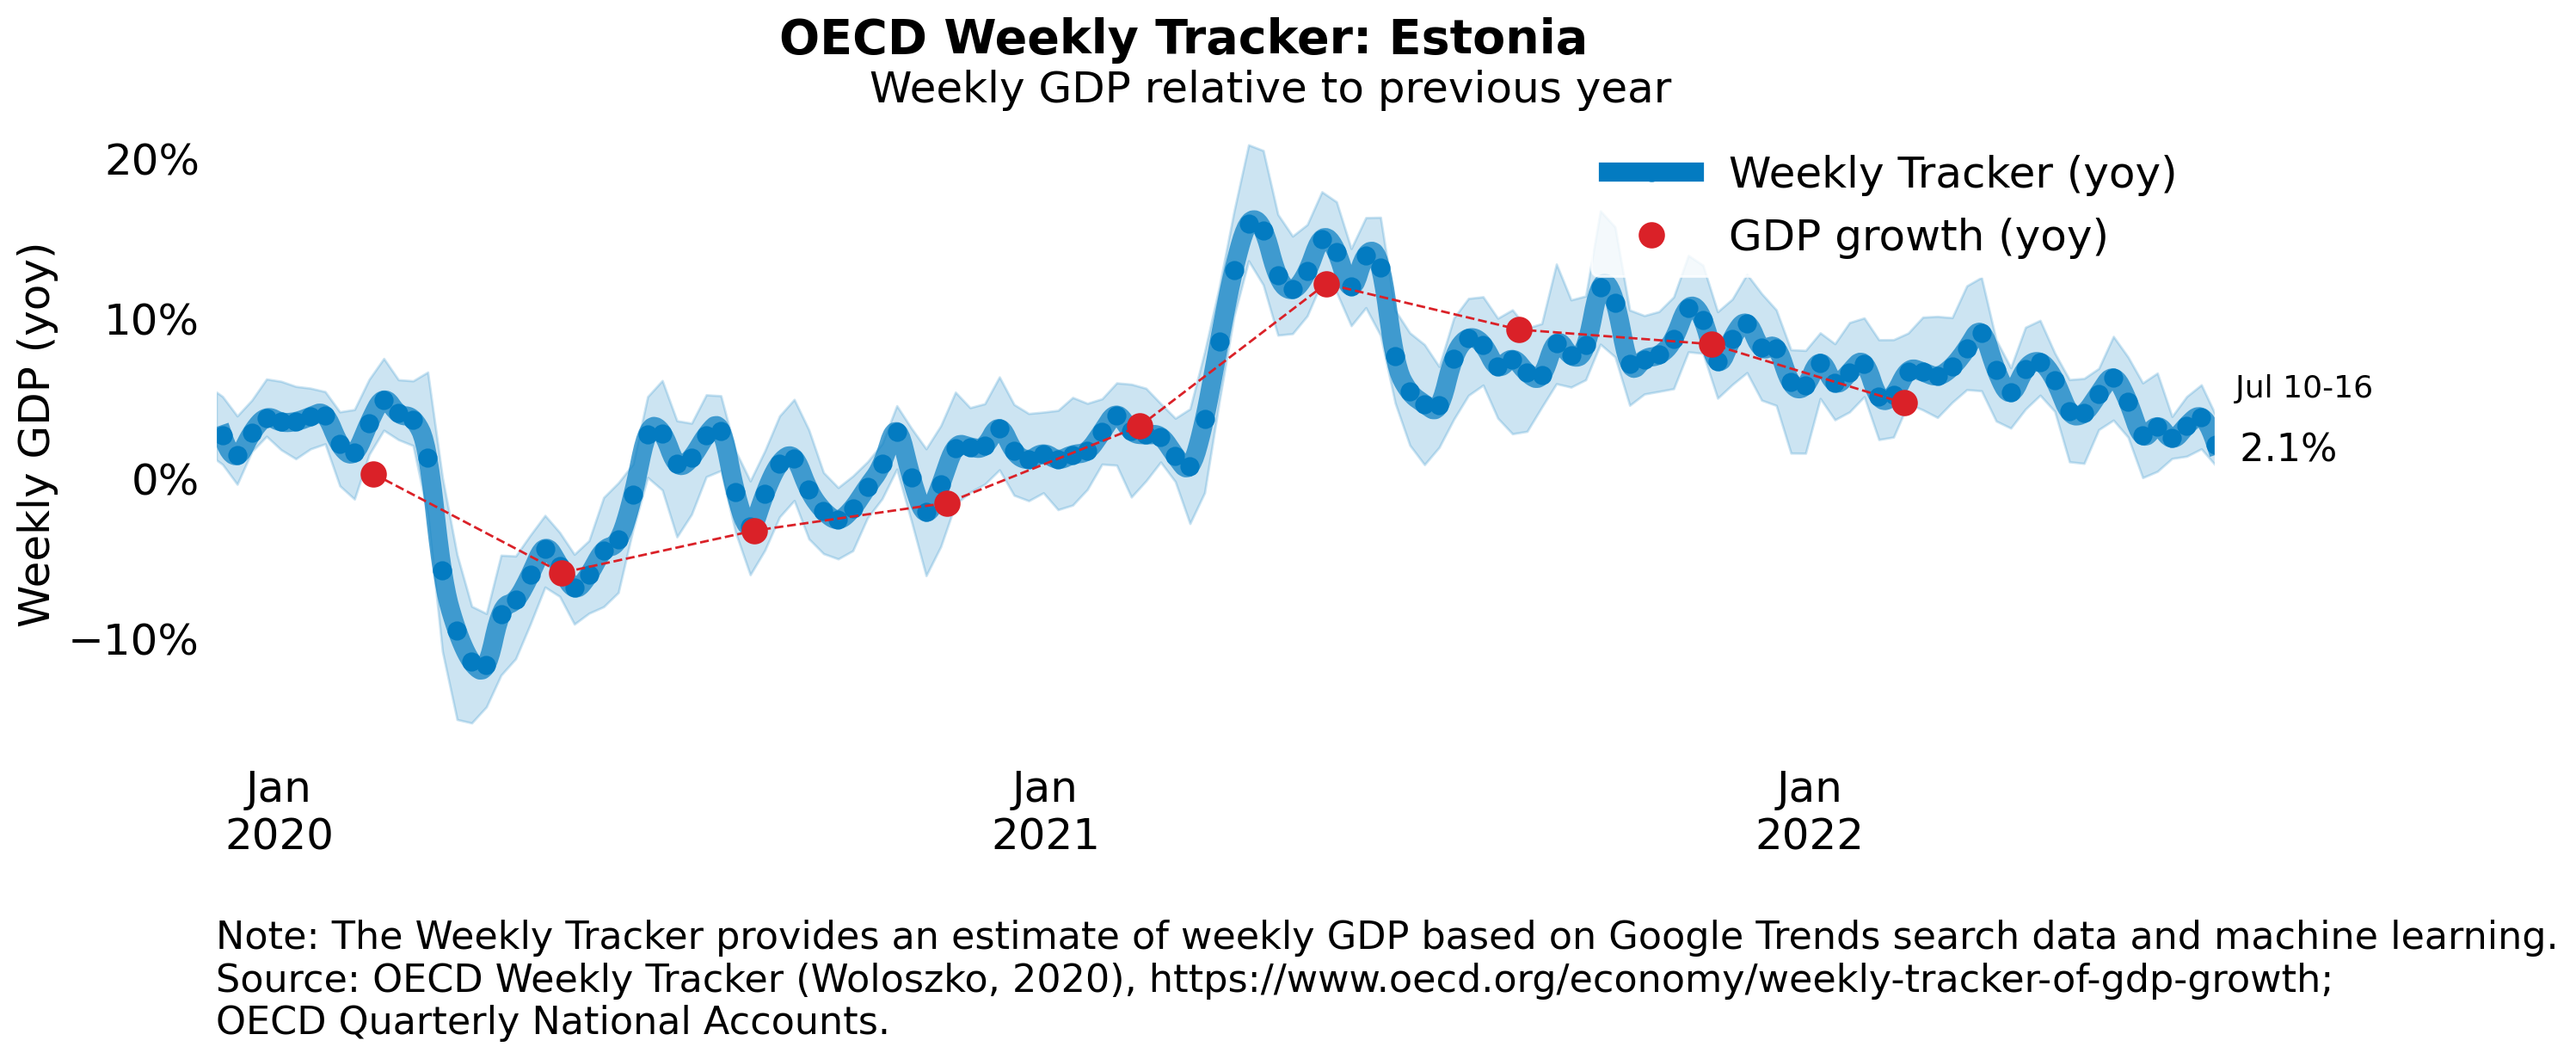 OECD Weekly Tracker: Estonia
Weekly GDP relative to previous year
Weekly GDP (yoy)
20%
10%
0%
−10%
Weekly Tracker (yoy)
GDP growth (yoy)
Jul 10-16
2.1%
Jan
2020
Jan
2021
Jan
2022
Note: The Weekly Tracker provides an estimate of weekly GDP based on Google Trends search data and machine learning.
Source: OECD Weekly Tracker (Woloszko, 2020), https://www.oecd.org/economy/weekly-tracker-of-gdp-growth;
OECD Quarterly National Accounts.